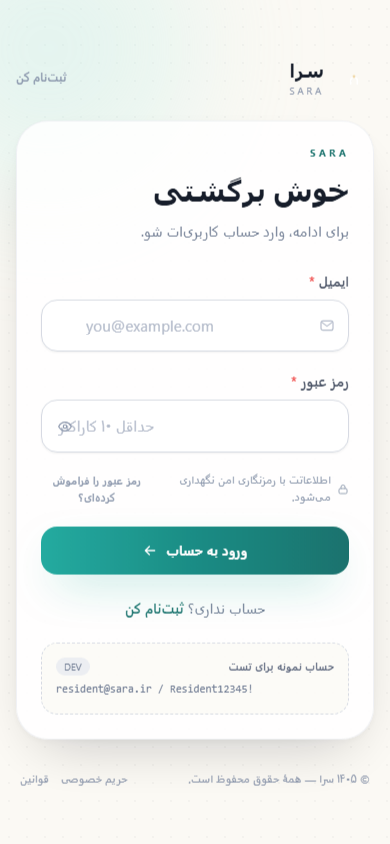 سرا
SARA
ثبت‌نام کن
SARA
خوش برگشتی
برای ادامه، وارد حساب کاربری‌ات شو.
ایمیل *
you@example.com
رمز عبور *
حداقل ۱۰ کاراکتر
اطلاعاتت با رمزنگاری امن نگهداری
می‌شود.
رمز عبور را فراموش
کرده‌ای؟
ورود به حساب ←
حساب نداری؟ ثبت‌نام کن
حساب نمونه برای تست
DEV
resident@sara.ir / Resident12345!
© ۱۴۰۵ سرا — همهٔ حقوق محفوظ است.
حریم خصوصی
قوانین